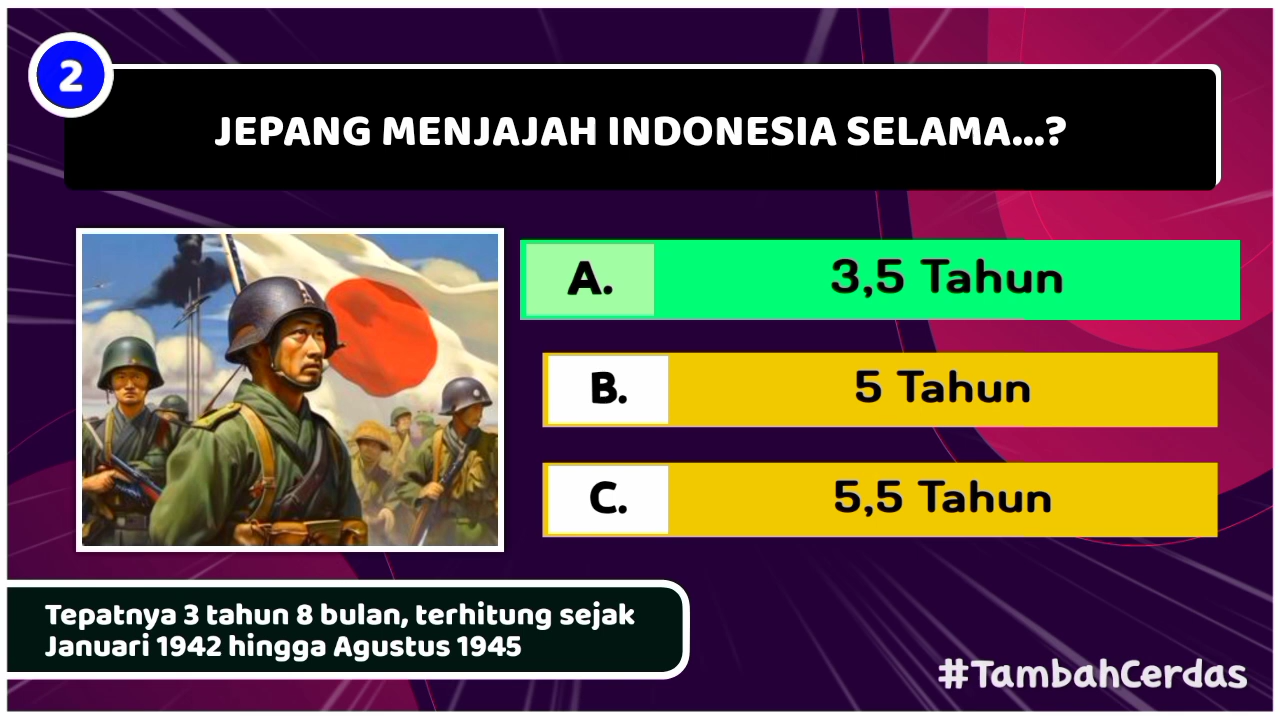 2
JEPANG MENJAJAH INDONESIA SELAMA...?
A. 3,5 Tahun
B. 5 Tahun
C. 5,5 Tahun
Tepatnya 3 tahun 8 bulan, terhitung sejak
Januari 1942 hingga Agustus 1945
#TambahCerdas